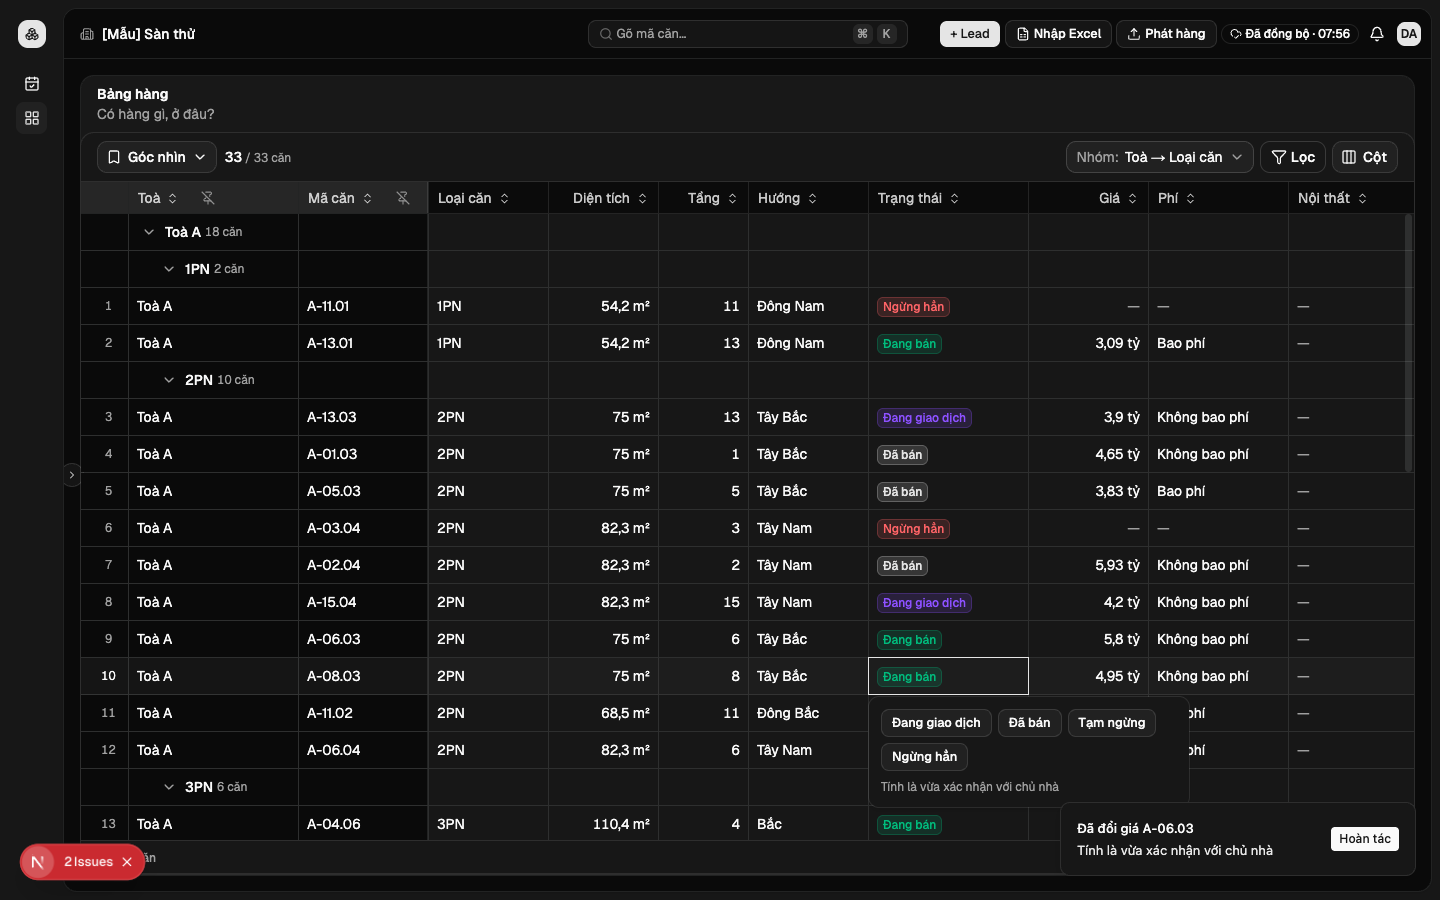 [Mẫu] Sàn thử
Gõ mã căn... ⌘ K
+ Lead
Nhập Excel
Phát hàng
Đã đồng bộ · 07:56
DA
Bảng hàng
Có hàng gì, ở đâu?
Góc nhìn 33 / 33 căn
Nhóm: Toà → Loại căn
Lọc
Cột
Toà Mã căn Loại căn Diện tích Tầng Hướng Trạng thái Giá Phí Nội thất
Toà A 18 căn
1PN 2 căn
1 Toà A A-11.01 1PN 54,2 m² 11 Đông Nam Ngừng hẳn — — —
2 Toà A A-13.01 1PN 54,2 m² 13 Đông Nam Đang bán 3,09 tỷ Bao phí —
2PN 10 căn
3 Toà A A-13.03 2PN 75 m² 13 Tây Bắc Đang giao dịch 3,9 tỷ Không bao phí —
4 Toà A A-01.03 2PN 75 m² 1 Tây Bắc Đã bán 4,65 tỷ Không bao phí —
5 Toà A A-05.03 2PN 75 m² 5 Tây Bắc Đã bán 3,83 tỷ Bao phí —
6 Toà A A-03.04 2PN 82,3 m² 3 Tây Nam Ngừng hẳn — — —
7 Toà A A-02.04 2PN 82,3 m² 2 Tây Nam Đã bán 5,93 tỷ Không bao phí —
8 Toà A A-15.04 2PN 82,3 m² 15 Tây Nam Đang giao dịch 4,2 tỷ Không bao phí —
9 Toà A A-06.03 2PN 75 m² 6 Tây Bắc Đang bán 5,8 tỷ Không bao phí —
10 Toà A A-08.03 2PN 75 m² 8 Tây Bắc Đang bán 4,95 tỷ Không bao phí —
11 Toà A A-11.02 2PN 68,5 m² 11 Đông Bắc phí —
12 Toà A A-06.04 2PN 82,3 m² 6 Tây Nam phí —
Đang giao dịch Đã bán Tạm ngừng
Ngừng hẳn
Tính là vừa xác nhận với chủ nhà
3PN 6 căn
13 Toà A A-04.06 3PN 110,4 m² 4 Bắc Đang bán
căn
Đã đổi giá A-06.03
Tính là vừa xác nhận với chủ nhà
Hoàn tác
N 2 Issues